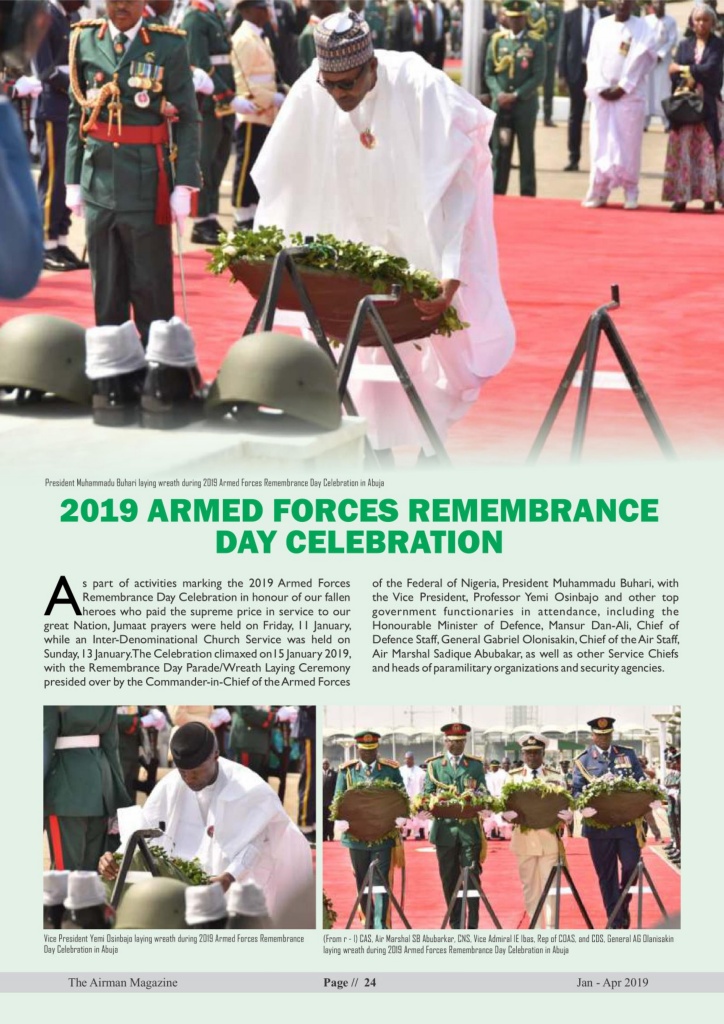 President Muhammadu Buhari laying wreath during 2019 Armed Forces Remembrance Day Celebration in Abuja
2019 ARMED FORCES REMEMBRANCE
DAY CELEBRATION
As part of activities marking the 2019 Armed Forces
Remembrance Day Celebration in honour of our fallen
heroes who paid the supreme price in service to our
great Nation, Jumaat prayers were held on Friday, 11 January,
while an Inter-Denominational Church Service was held on
Sunday, 13 January.The Celebration climaxed on15 January 2019,
with the Remembrance Day Parade/Wreath Laying Ceremony
presided over by the Commander-in-Chief of the Armed Forces
of the Federal of Nigeria, President Muhammadu Buhari, with
the Vice President, Professor Yemi Osinbajo and other top
government functionaries in attendance, including the
Honourable Minister of Defence, Mansur Dan-Ali, Chief of
Defence Staff, General Gabriel Olonisakin, Chief of the Air Staff,
Air Marshal Sadique Abubakar, as well as other Service Chiefs
and heads of paramilitary organizations and security agencies.
Vice President Yemi Osinbajo laying wreath during 2019 Armed Forces Remembrance
Day Celebration in Abuja
(From r - l) CAS, Air Marshal SB Abubarkar, CNS, Vice Admiral IE Ibas, Rep of COAS, and CDS, General AG Olanisakin
laying wreath during 2019 Armed Forces Remembrance Day Celebration in Abuja
The Airman Magazine
Page // 24
Jan - Apr 2019